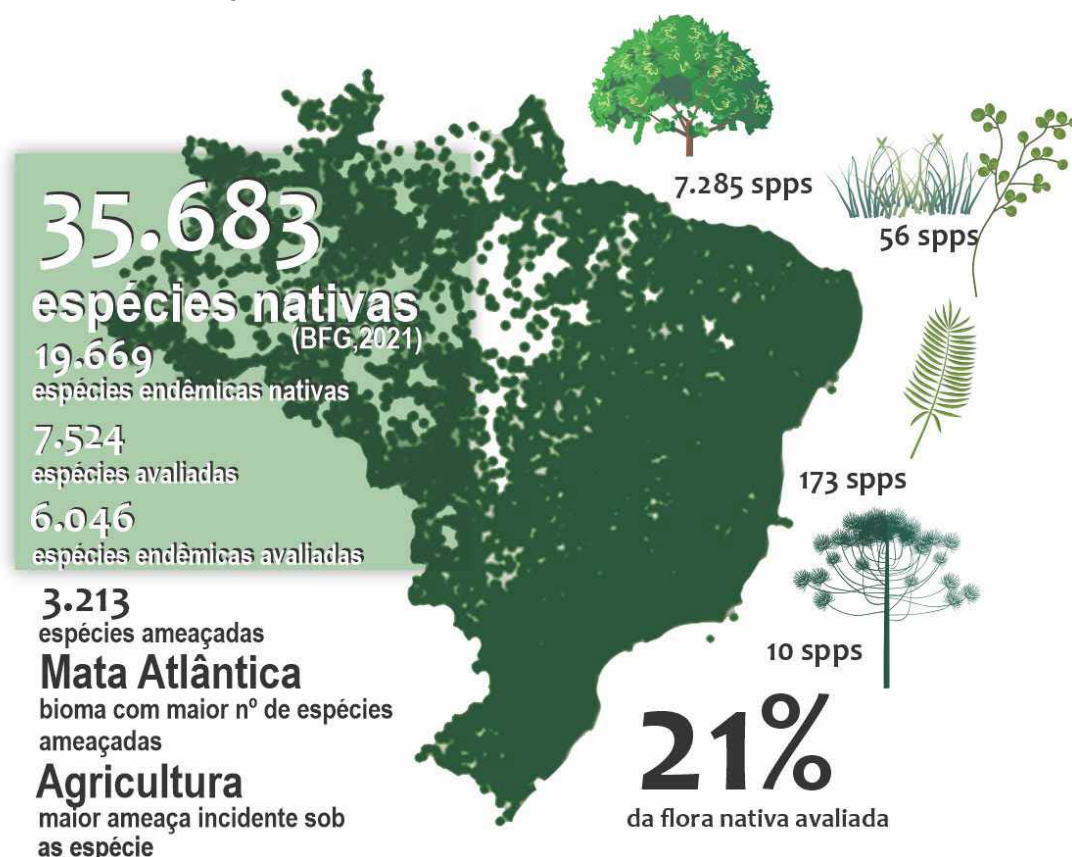 35.683
espécies nativas
(BFG,2021)
19.669
espécies endêmicas nativas
7.524
espécies avaliadas
6.046
espécies endêmicas avaliadas
3.213
espécies ameaçadas
Mata Atlântica
bioma com maior nº de espécies
ameaçadas
Agricultura
maior ameaça incidente sob
as espécie
7.285 spps
56 spps
173 spps
10 spps
21%
da flora nativa avaliada